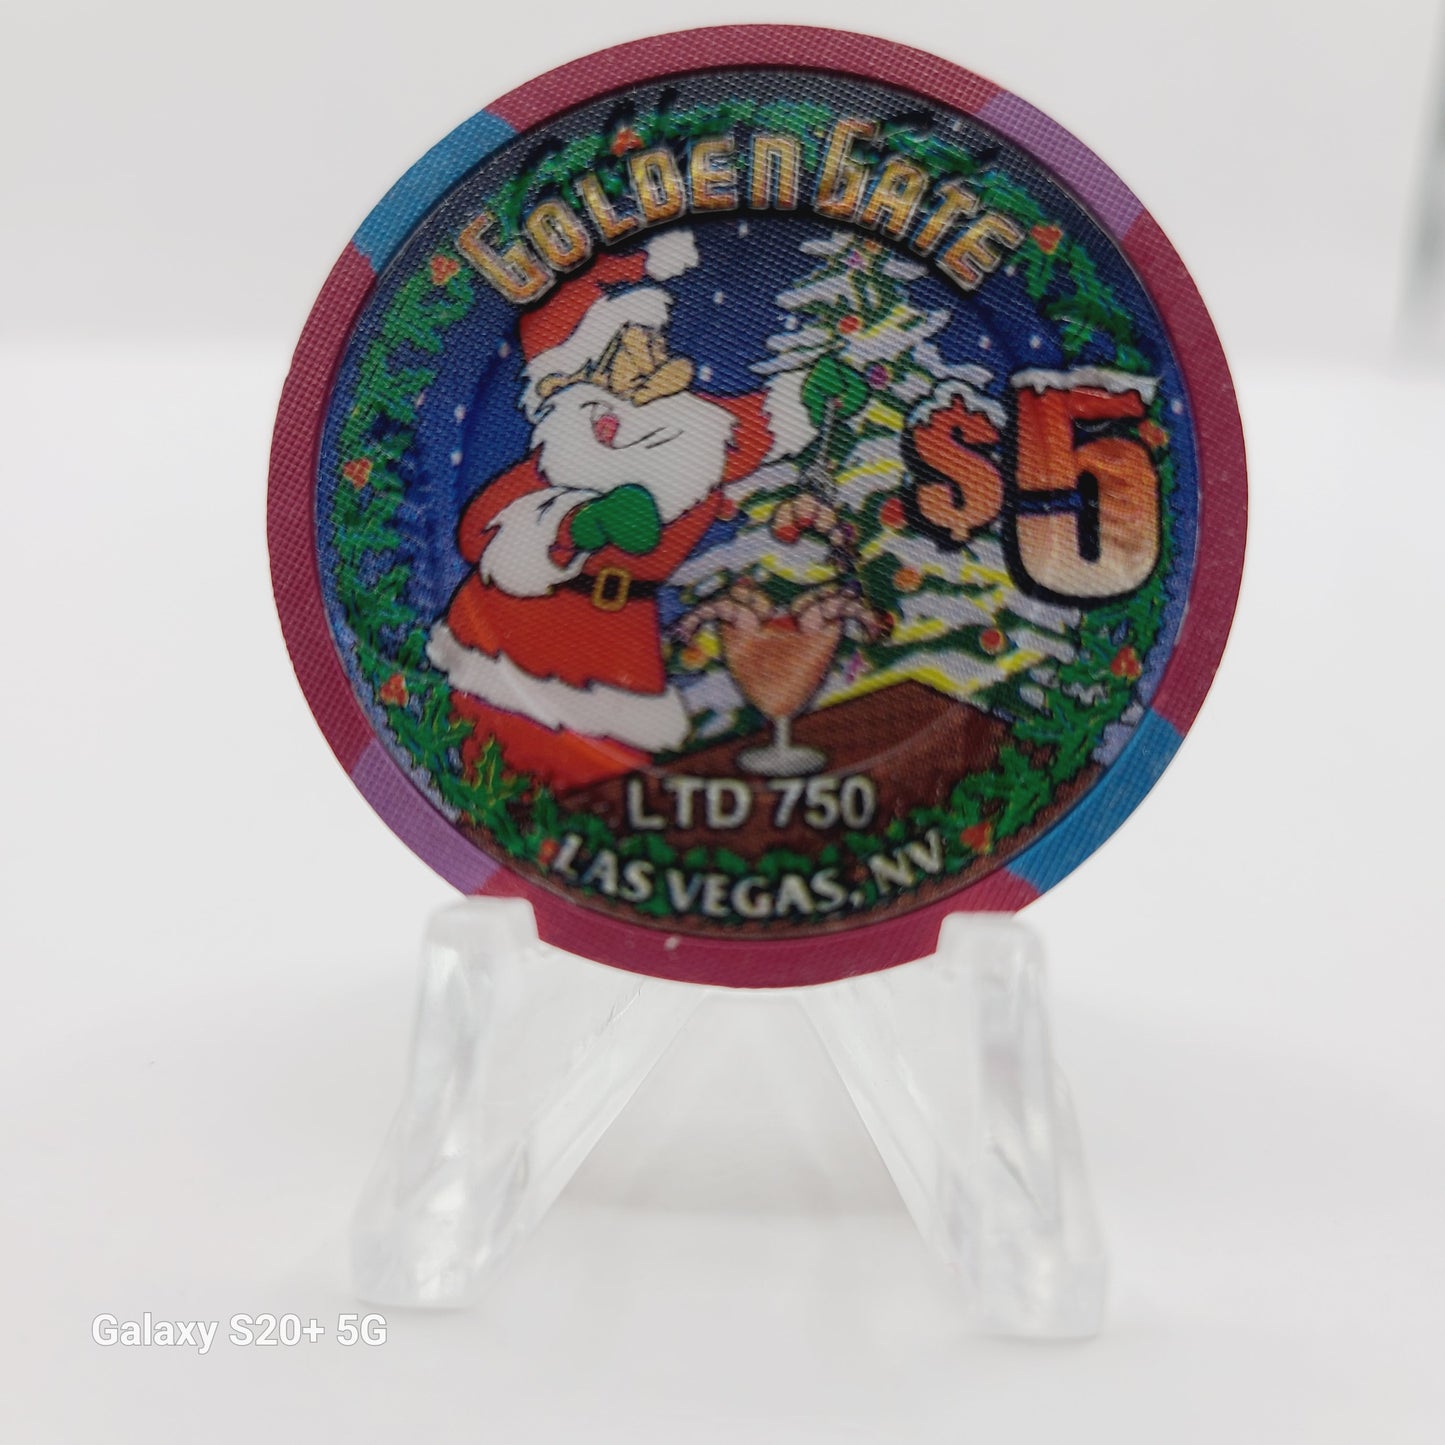 GOLDEN GATE
$5
LTD 750
LAS VEGAS, NV
Galaxy S20+ 5G